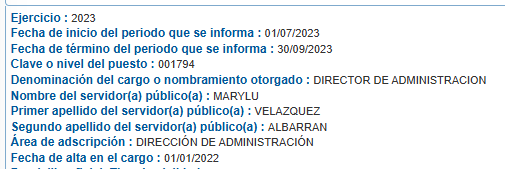 Ejercicio : 2023
Fecha de inicio del periodo que se informa : 01/07/2023
Fecha de término del periodo que se informa : 30/09/2023
Clave o nivel del puesto : 001794
Denominación del cargo o nombramiento otorgado : DIRECTOR DE ADMINISTRACION
Nombre del servidor(a) público(a) : MARYLU
Primer apellido del servidor(a) público(a) : VELAZQUEZ
Segundo apellido del servidor(a) público(a) : ALBARRAN
Área de adscripción : DIRECCIÓN DE ADMINISTRACIÓN
Fecha de alta en el cargo : 01/01/2022